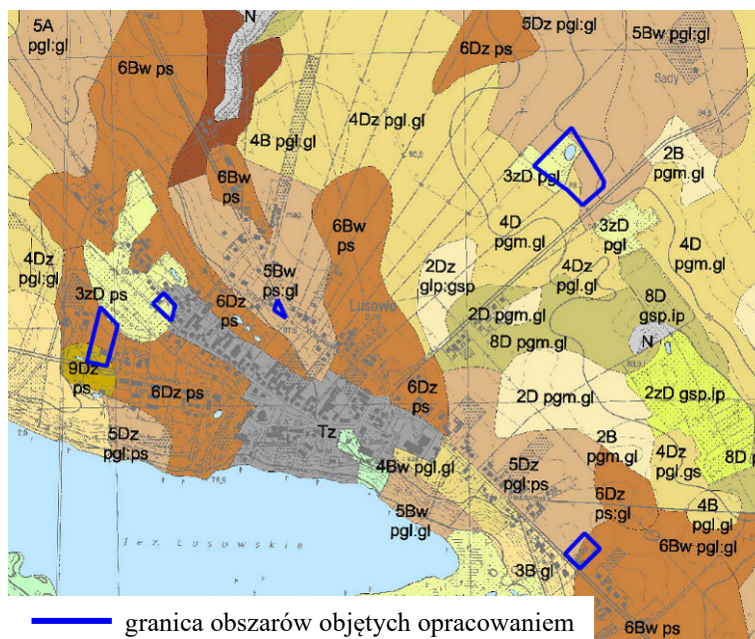 5A
pgl:gl
N
6Bw ps
6Dz ps
5Dz pgl:gl
5Bw pgl:gl
Sady
4B pgl.gl
4Dz pgl.gl
2B
pgm.gl
3zD pgl
6Bw
ps
6Bw
ps
4D
pgm.gl
3zD
pgl
4D
pgm.gl
4Dz
pgl:gl
5Bw
ps:gl
2Dz
glp:gsp
4Dz
pgl.gl
8D
gsp.ip
3zD ps
6Dz
ps
Lusowo
2D pgm.gl
8D pgm.gl
N
9Dz
ps
6Dz ps
6Dz
ps
2D pgm.gl
2zD gsp.ip
5Dz
pgl:ps
Tz
4Bw pgl.gl
5Dz
pgl:ps
2B
pgm.gl
4Dz
pgl.gs
8D
5Bw
pgl:gl
6Dz
ps:gl
4B
pgl.gl
Jez. Lusowskie
3B gl
6Bw pgl:gl
6Bw ps
granica obszarów objętych opracowaniem